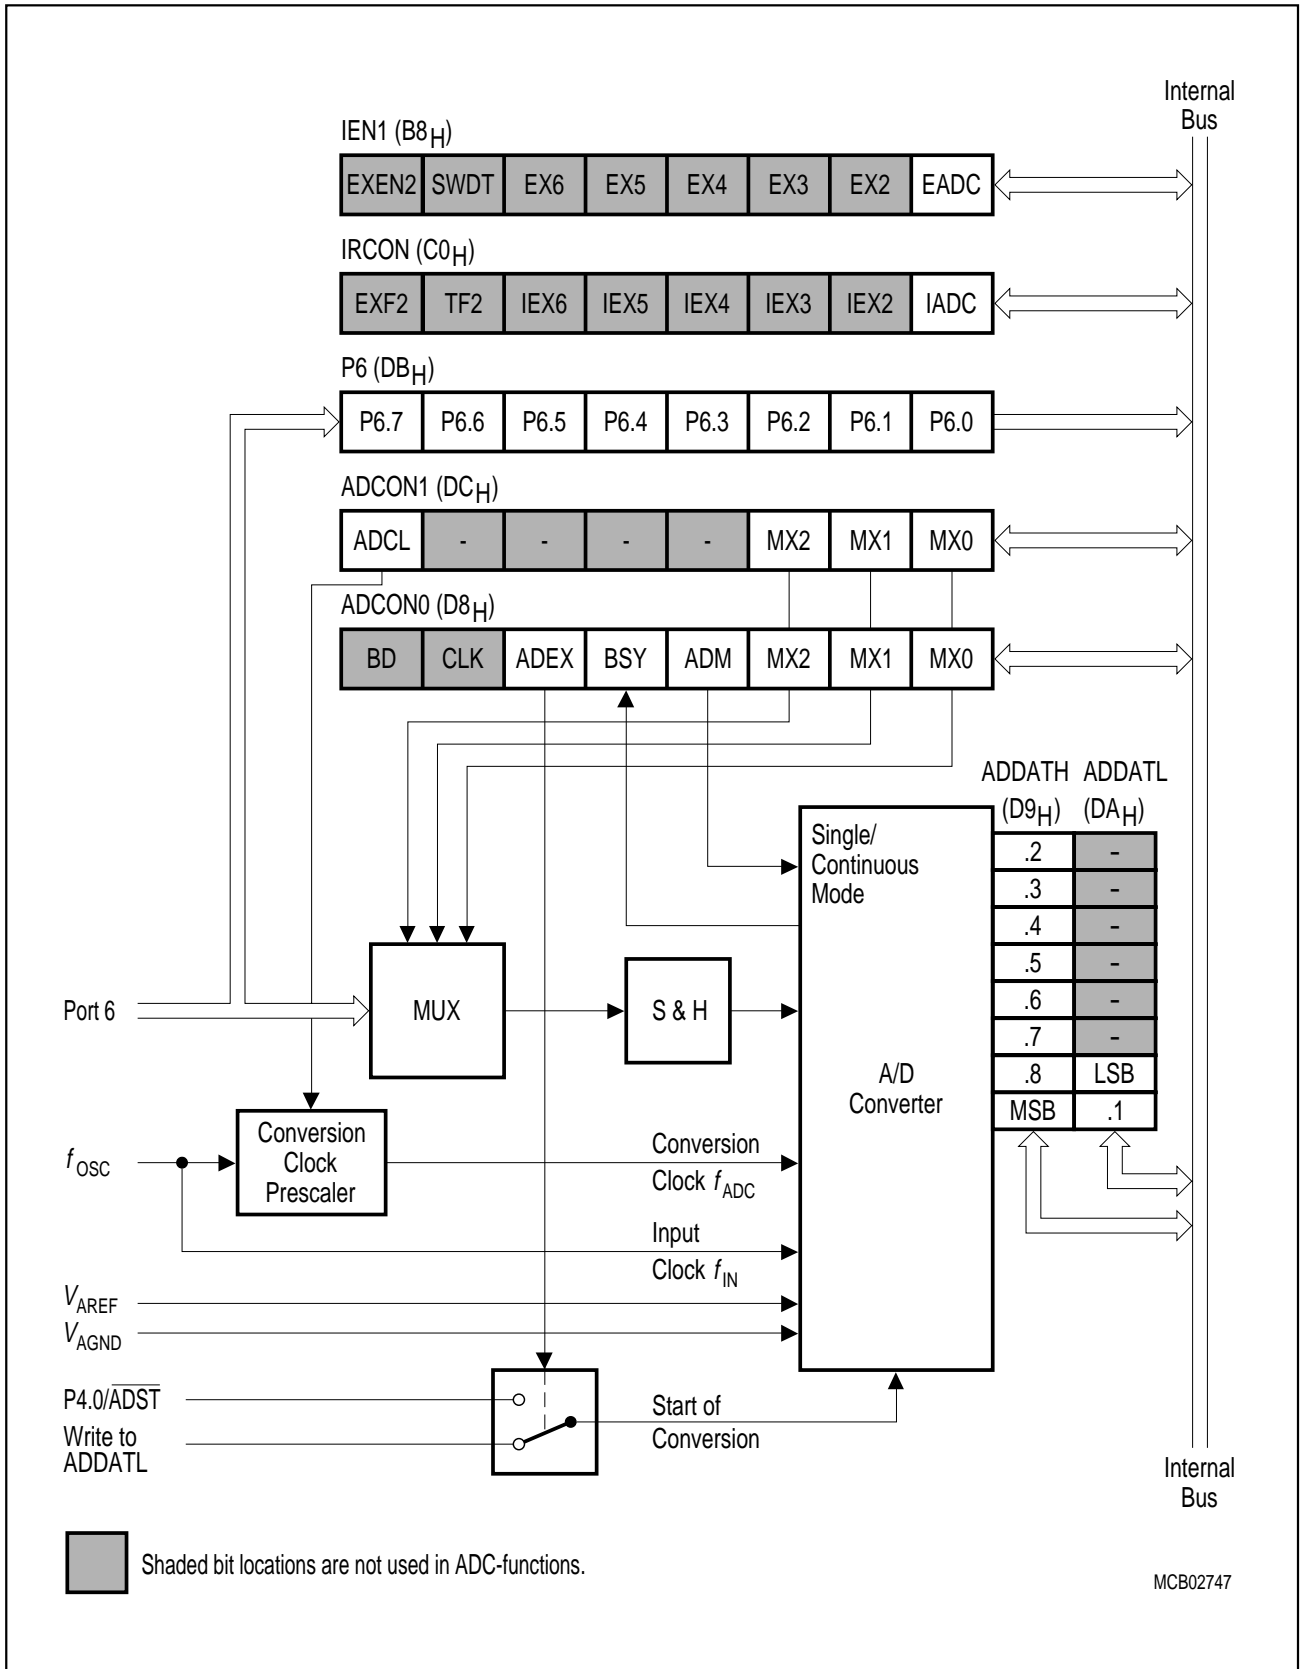 Internal
Bus
IEN1 (B8H)
EXEN2 SWDT EX6 EX5 EX4 EX3 EX2 EADC
IRCON (C0H)
EXF2 TF2 IEX6 IEX5 IEX4 IEX3 IEX2 IADC
P6 (DBH)
P6.7 P6.6 P6.5 P6.4 P6.3 P6.2 P6.1 P6.0
ADCON1 (DCH)
ADCL - - - - MX2 MX1 MX0
ADCON0 (D8H)
BD CLK ADEX BSY ADM MX2 MX1 MX0
ADDATH ADDATL
(D9H) (DAH)
Single/
Continuous
Mode
.2 -
.3 -
.4 -
.5 -
.6 -
.7 -
.8 LSB
MSB .1
Port 6
MUX
S & H
A/D
Converter
fOSC
Conversion
Clock
Prescaler
Conversion
Clock fADC
Input
Clock fIN
VAREF
VAGND
P4.0/ADST
Write to
ADDATL
Start of
Conversion
Internal
Bus
Shaded bit locations are not used in ADC-functions.
MCB02747